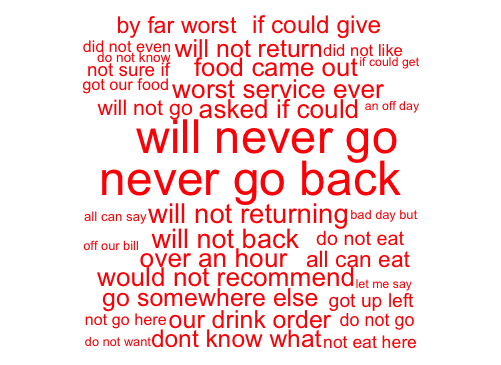 by far worst if could give
did not even will not return did not like
do not know
not sure if food came out if could get
got our food worst service ever
will not go asked if could an off day
will never go
never go back
all can say will not returning bad day but
off our bill will not back do not eat
over an hour all can eat
would not recommend let me say
go somewhere else got up left
not go here our drink order do not go
do not want dont know what not eat here